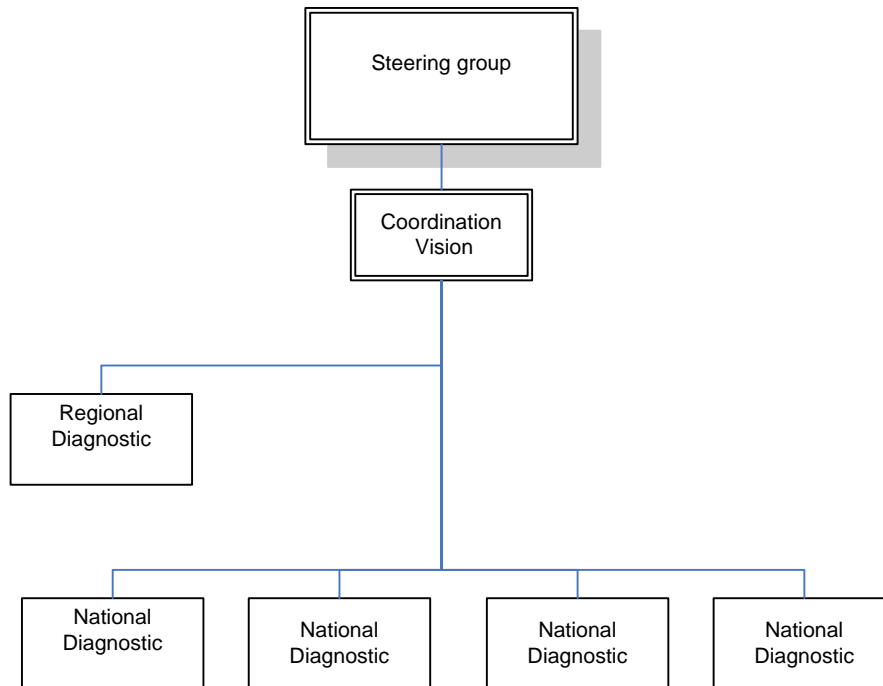 Steering group
Coordination
Vision
Regional
Diagnostic
National
Diagnostic
National
Diagnostic
National
Diagnostic
National
Diagnostic